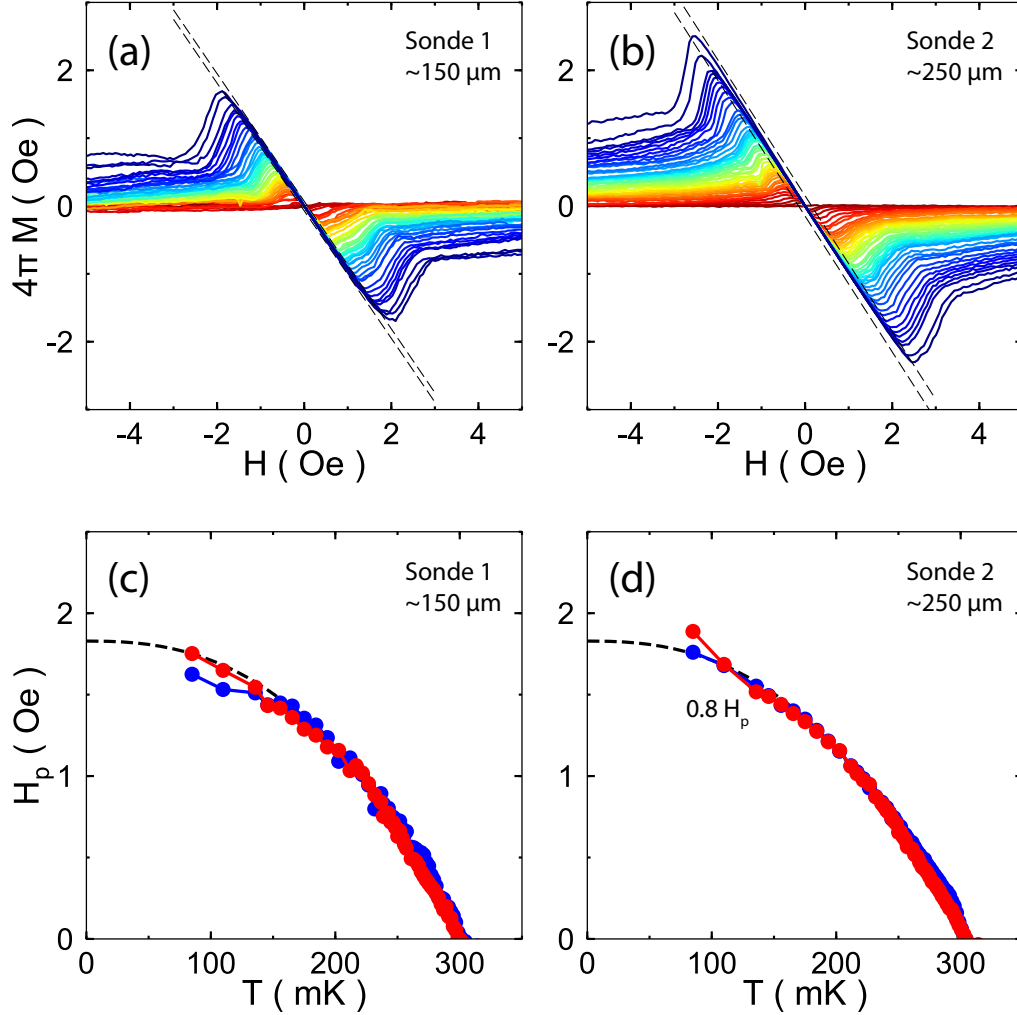 (a)
Sonde 1
~150 μm
2
0
-2
4π M ( Oe )
-4
-2
0
2
4
H ( Oe )
(b)
Sonde 2
~250 μm
2
0
-2
-4
-2
0
2
4
H ( Oe )
(c)
Sonde 1
~150 μm
2
1
0
H_p ( Oe )
0
100
200
300
T ( mK )
(d)
Sonde 2
~250 μm
0.8 H_p
2
1
0
0
100
200
300
T ( mK )